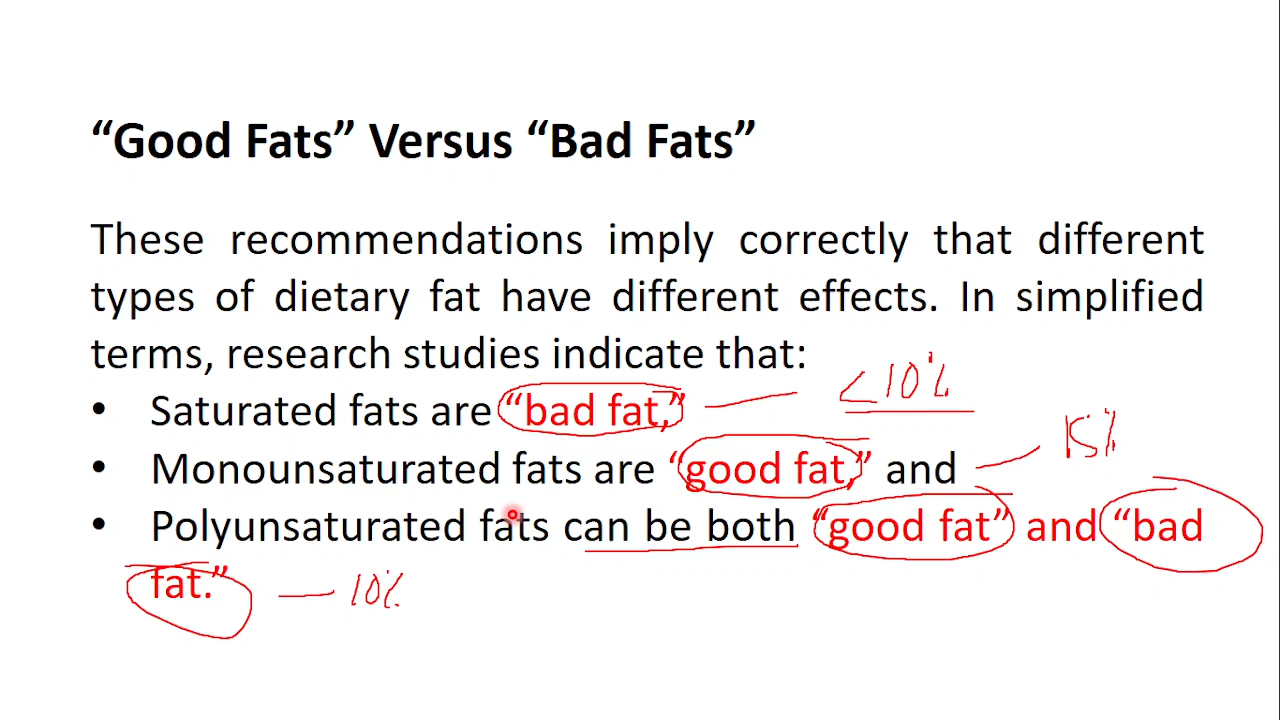 “Good Fats” Versus “Bad Fats”
These recommendations imply correctly that different
types of dietary fat have different effects. In simplified
terms, research studies indicate that:
• Saturated fats are “bad fat,” — <10%
• Monounsaturated fats are “good fat,” and — 15%
• Polyunsaturated fats can be both “good fat” and “bad
fat.” — 10%